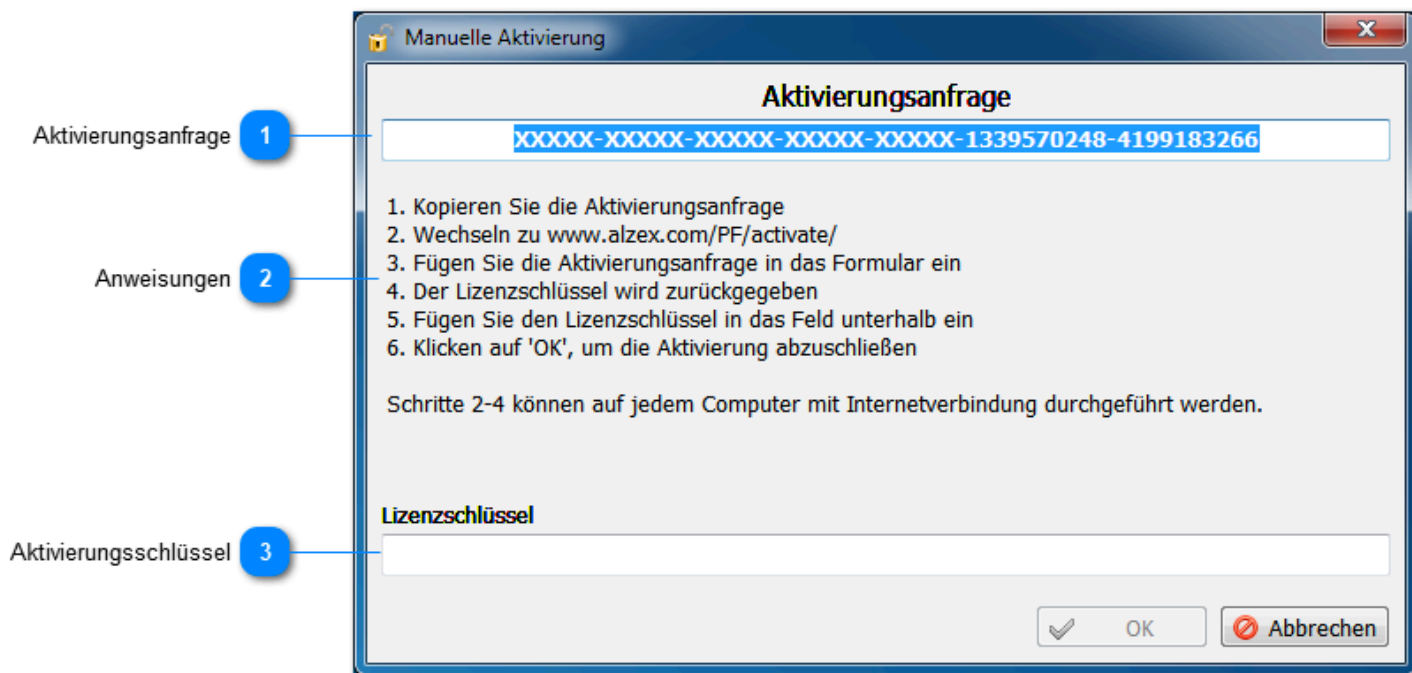 Manuelle Aktivierung
Aktivierungsanfrage
Aktivierungsanfrage 1
XXXXX-XXXXX-XXXXX-XXXXX-XXXXX-1339570248-4199183266
1. Kopieren Sie die Aktivierungsanfrage
2. Wechseln zu www.alzex.com/PF/activate/
Anweisungen 2
3. Fügen Sie die Aktivierungsanfrage in das Formular ein
4. Der Lizenzschlüssel wird zurückgegeben
5. Fügen Sie den Lizenzschlüssel in das Feld unterhalb ein
6. Klicken auf 'OK', um die Aktivierung abzuschließen
Schritte 2-4 können auf jedem Computer mit Internetverbindung durchgeführt werden.
Lizenzschlüssel
Aktivierungsschlüssel 3
OK Abbrechen